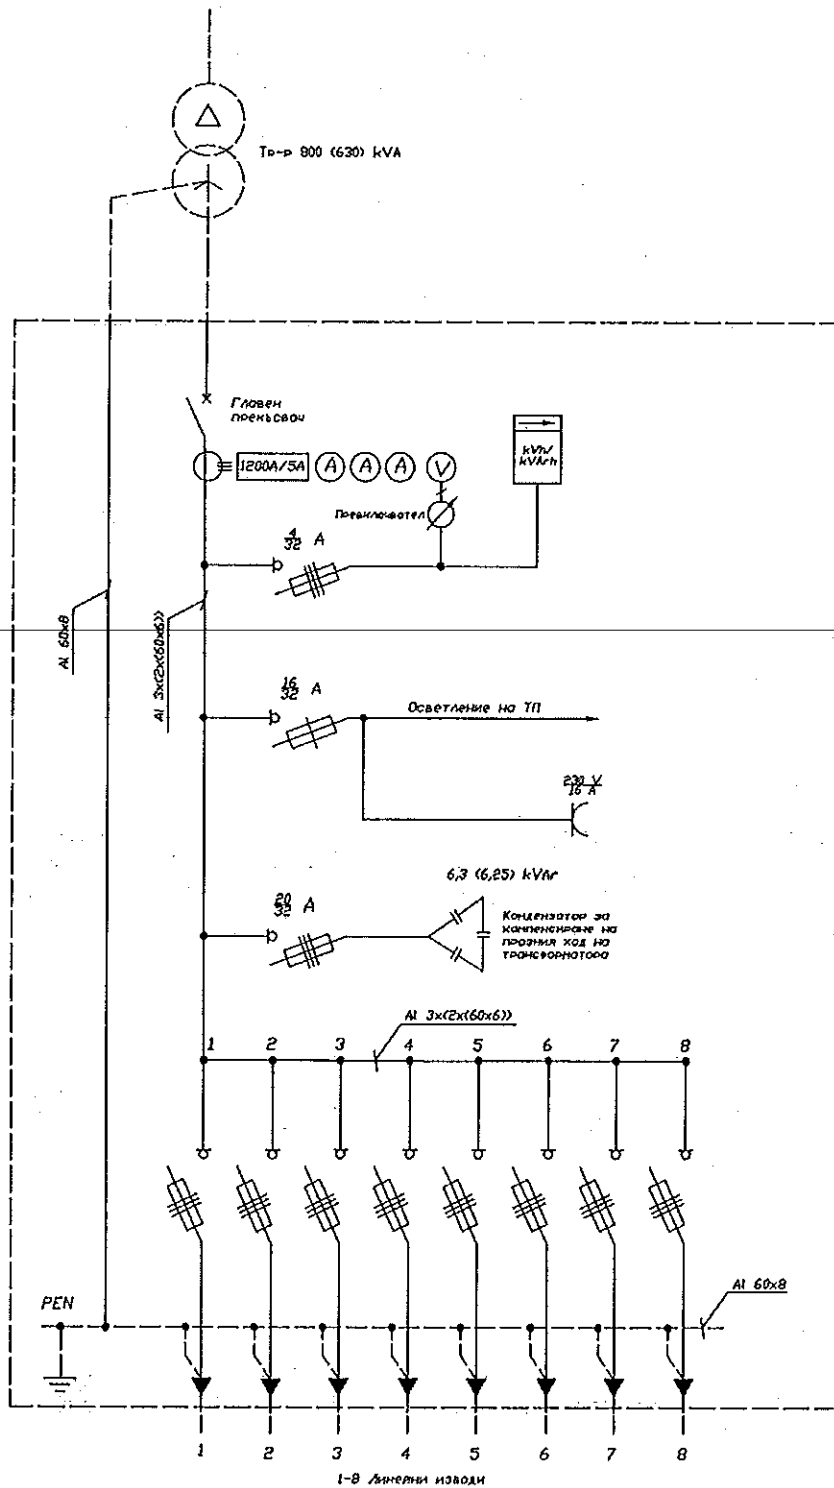 Тр-р 800 (630) kVA
Главен
прекъсвач
1200A/5A
A
A
A
V
kVh/
kVArh
Превключвател
4
32 A
Al 60x8
Al 3x(2x(60x6))
16
32 A
Осветление на ТП
230 V
16 A
6,3 (6,25) kVAr
20
32 A
Кондензатор за
компенсиране на
празния ход на
трансформатора
Al 3x(2x(60x6))
1 2 3 4 5 6 7 8
Al 60x8
PEN
1 2 3 4 5 6 7 8
1-8 Линейни изводи